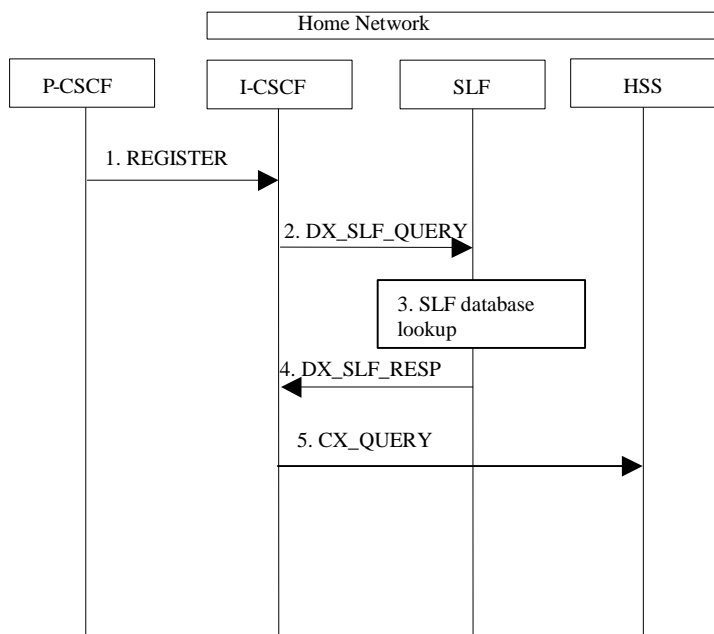 Home Network
P-CSCF
I-CSCF
SLF
HSS
1. REGISTER
2. DX_SLF_QUERY
3. SLF database
lookup
4. DX_SLF_RESP
5. CX_QUERY